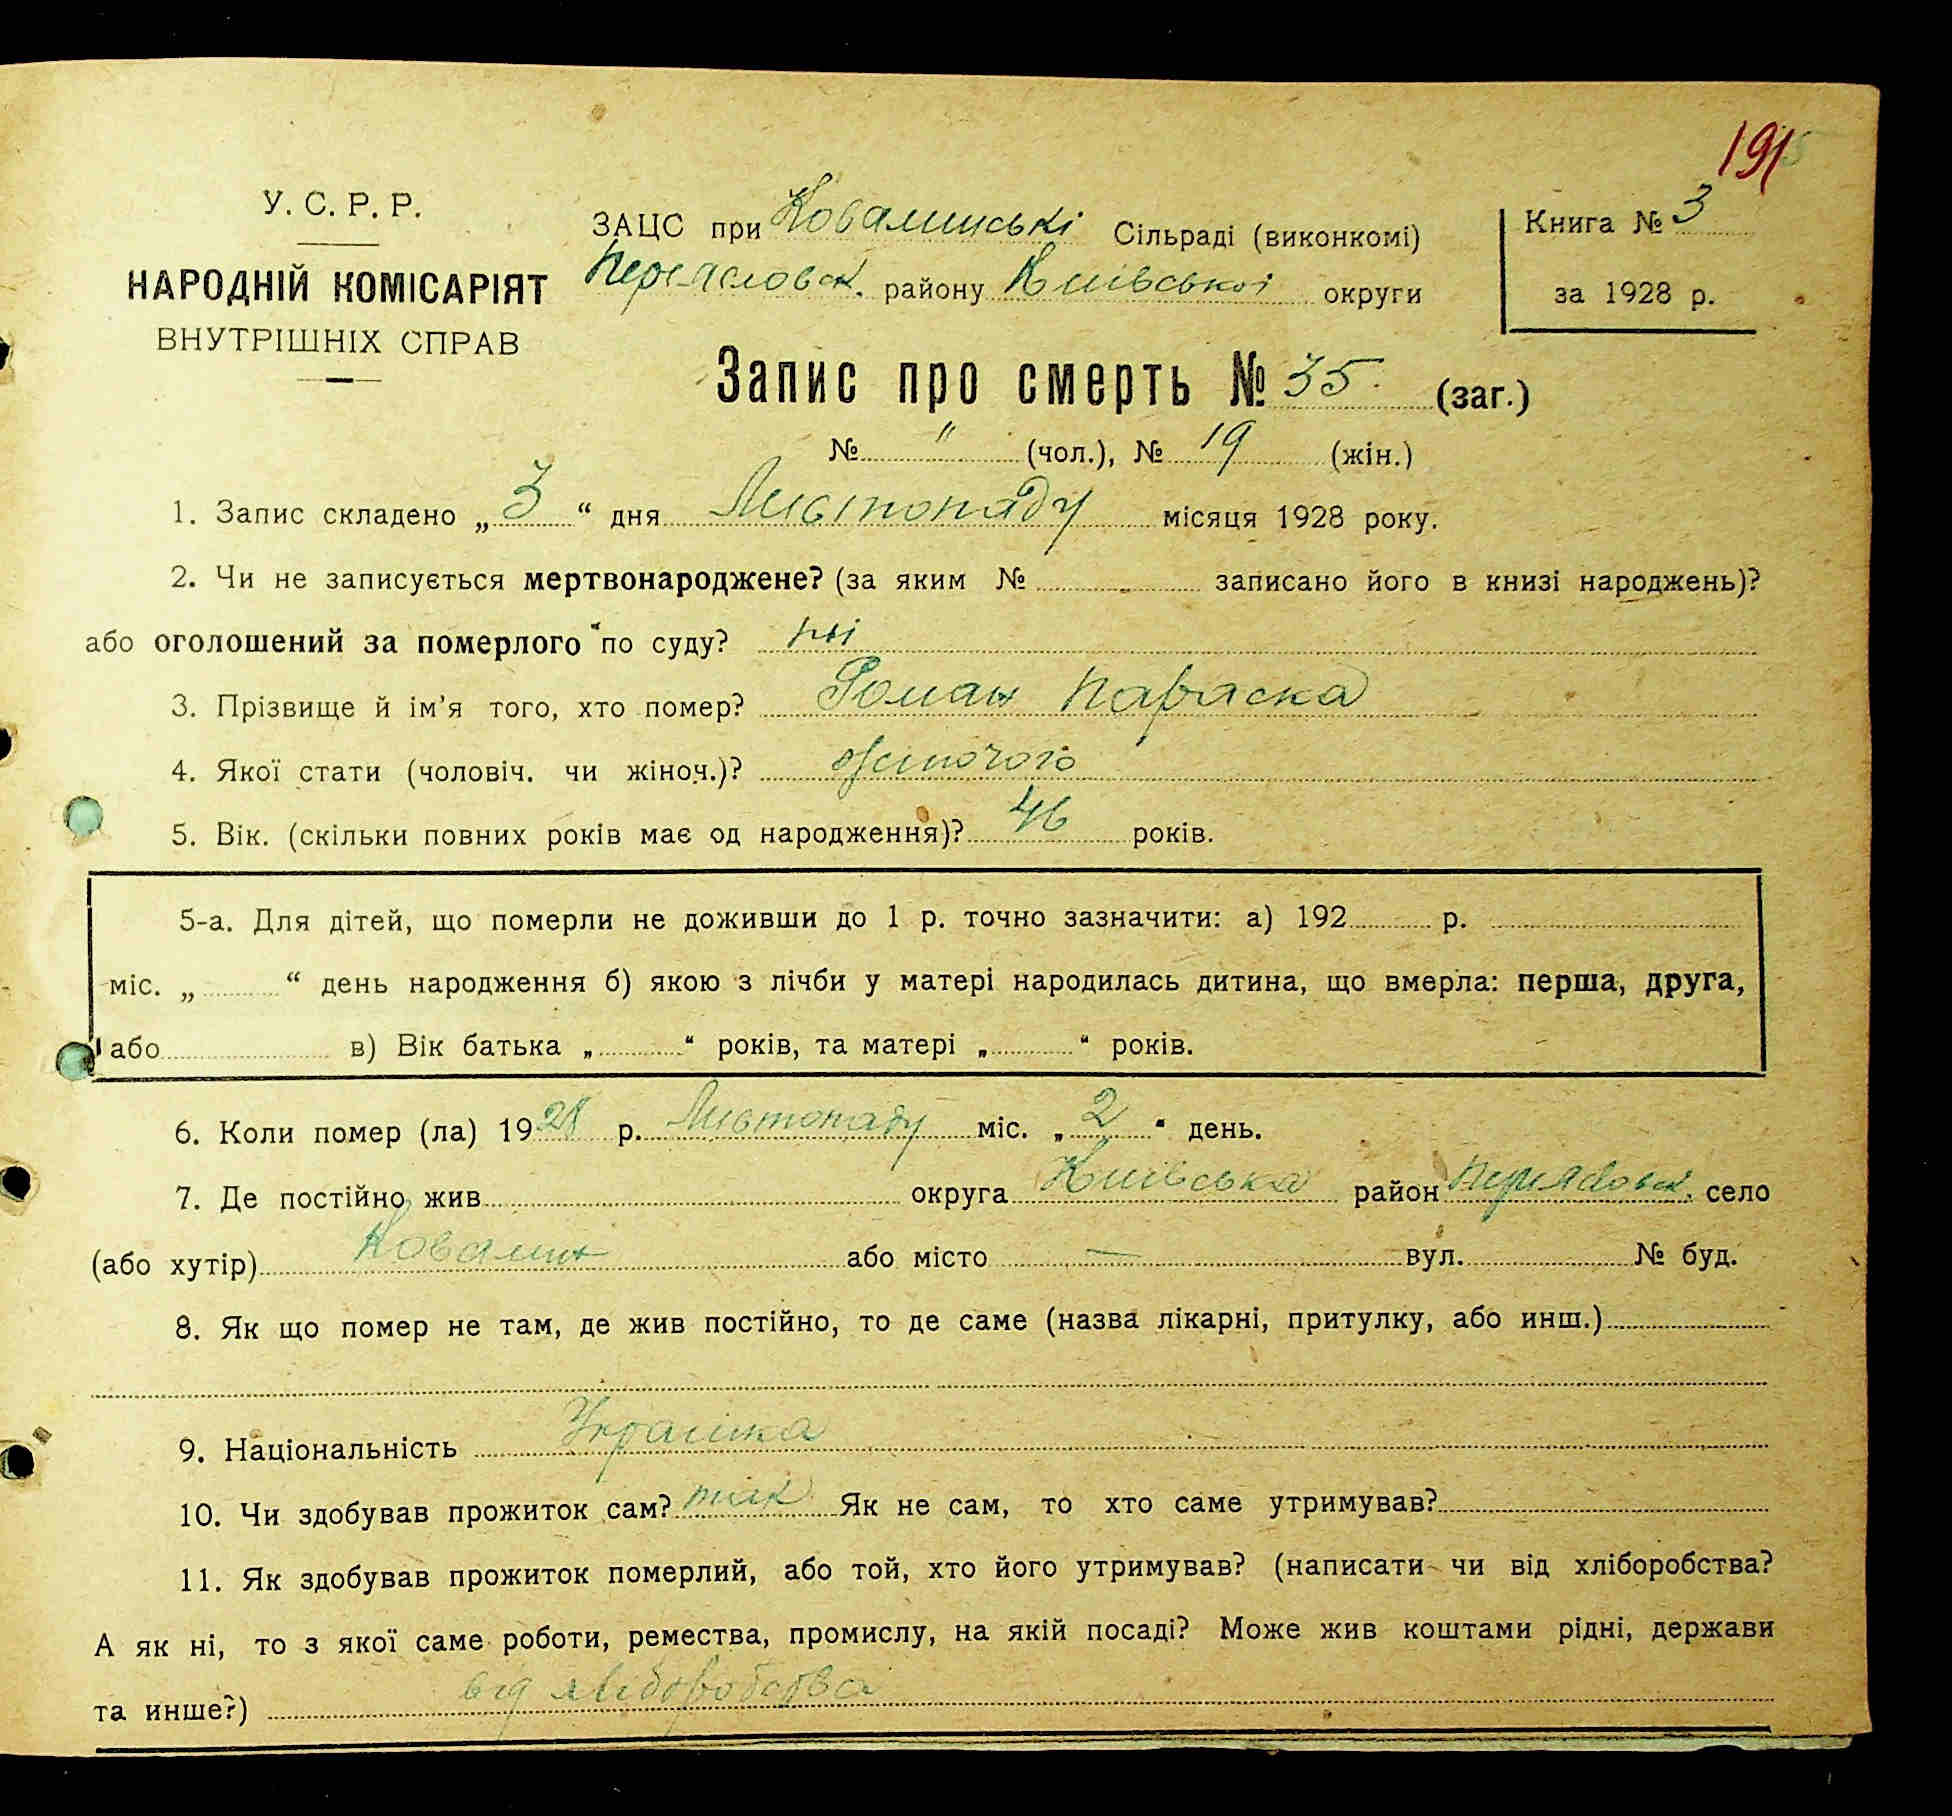 191
У. С. Р. Р.
НАРОДНІЙ КОМІСАРІЯТ
ВНУТРІШНІХ СПРАВ
ЗАЦС при Ковалинські Сільраді (виконкомі)
Переяславськ. району Київської округи
Книга № 3
за 1928 р.
Запис про смерть № 35 (заг.)
№ " (чол.), № 19 (жін.)
1. Запис складено „ 3 “ дня Листопаду місяця 1928 року.
2. Чи не записується мертвонароджене? (за яким № - записано його в книзі народжень)?
або оголошений за померлого по суду? ні
3. Прізвище й ім’я того, хто помер? Роман Параска
4. Якої стати (чоловіч. чи жіноч.)? жіночого
5. Вік. (скільки повних років має од народження)? 46 років.
5-а. Для дітей, що померли не доживши до 1 р. точно зазначити: а) 192 р.
міс. „ “ день народження б) якою з лічби у матері народилась дитина, що вмерла: перша, друга,
або в) Вік батька „ “ років, та матері „ “ років.
6. Коли помер (ла) 1928 р. Листопаду міс. „ 2 “ день.
7. Де постійно жив округа Київська район село
(або хутір) Ковалин або місто — вул. № буд.
8. Як що помер не там, де жив постійно, то де саме (назва лікарні, притулку, або инш.)
9. Національність Українка
10. Чи здобував прожиток сам? так Як не сам, то хто саме утримував?
11. Як здобував прожиток померлий, або той, хто його утримував? (написати чи від хліборобства?
А як ні, то з якої саме роботи, ремества, промислу, на якій посаді? Може жив коштами рідні, держави
та инше?) від хліборобства